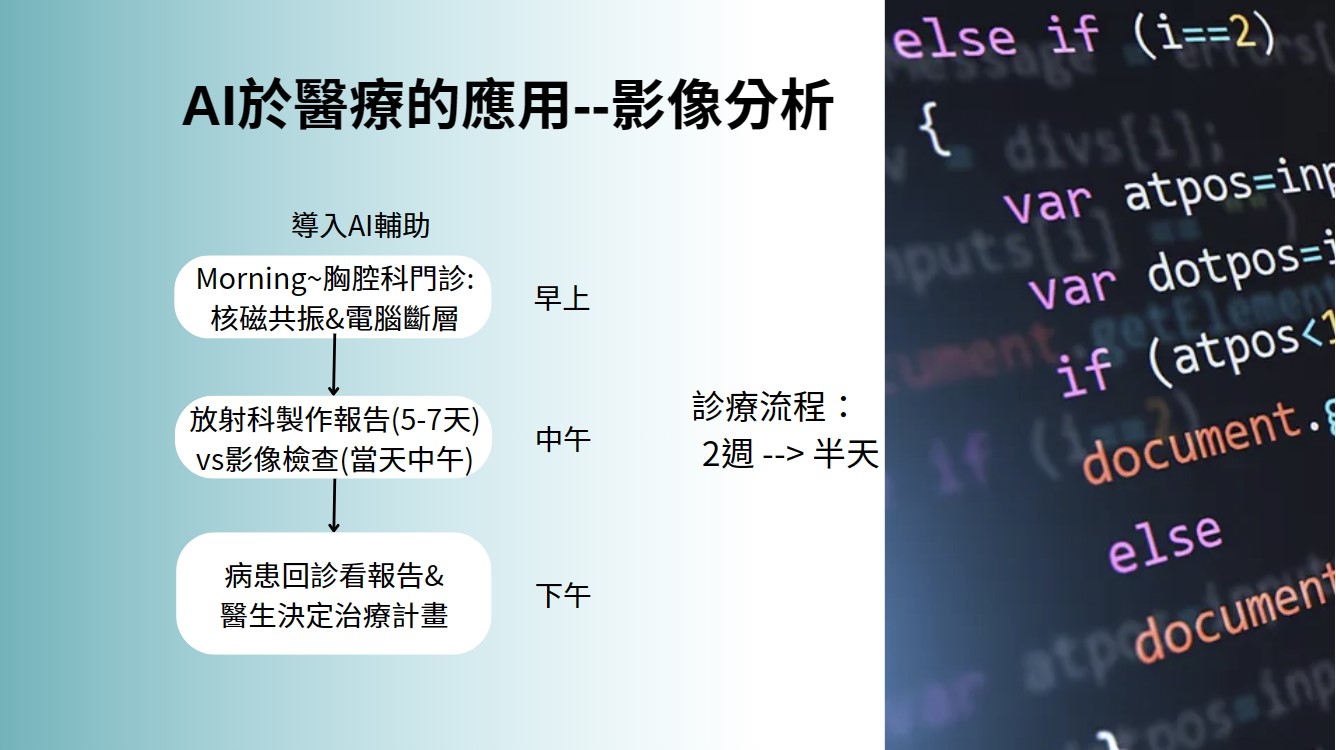 AI於醫療的應用--影像分析
導入AI輔助
Morning~胸腔科門診:
核磁共振&電腦斷層
早上
放射科製作報告(5-7天)
vs影像檢查(當天中午)
中午
診療流程：
2週 --> 半天
病患回診看報告&
醫生決定治療計畫
下午
else if (i==2)
{
var atpos=inp
var dotpos=i
if (atpos<1
document.g
else
document
}